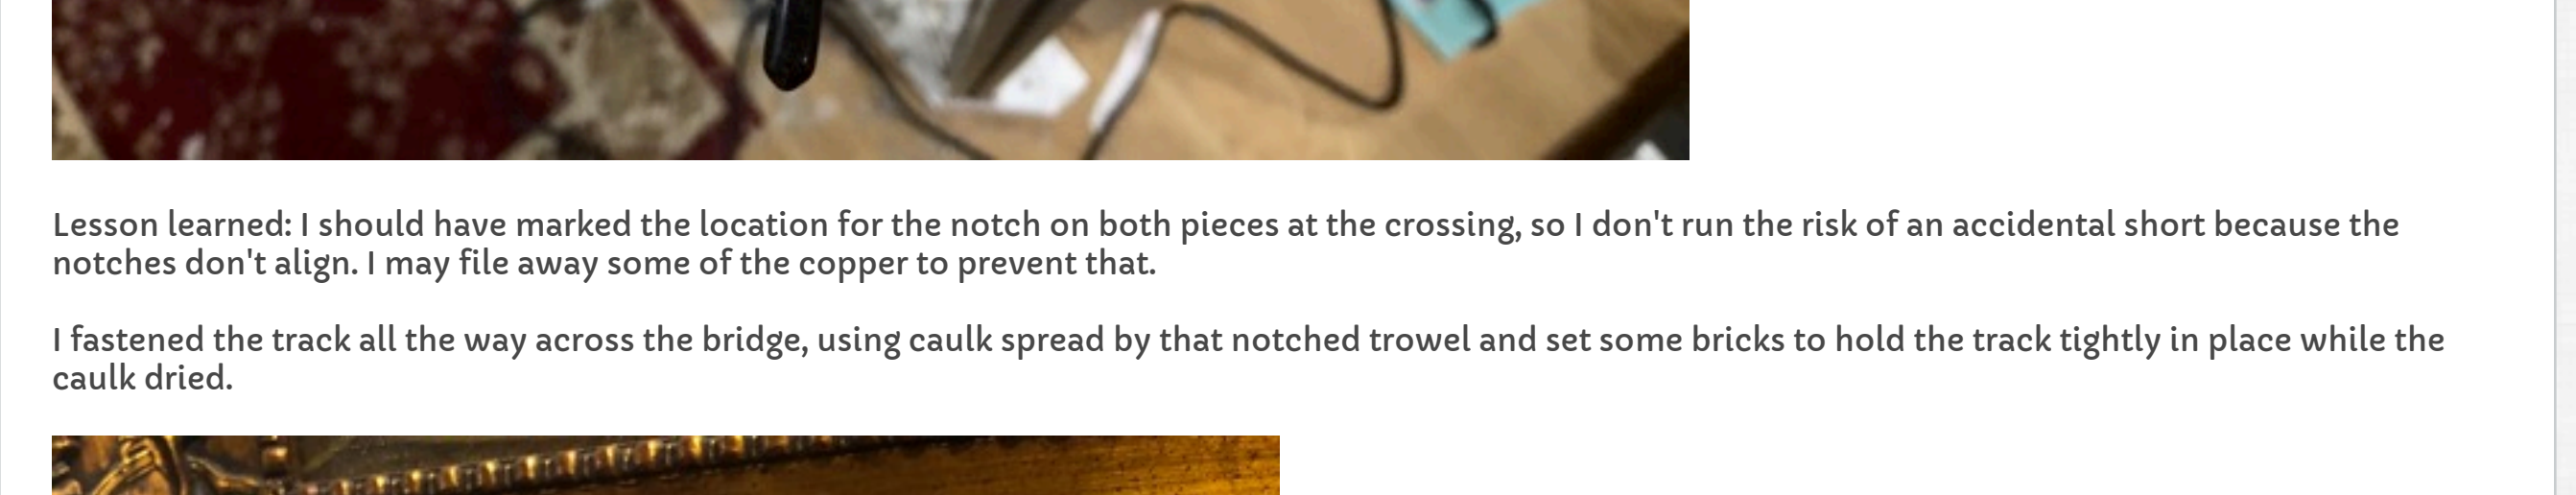 Lesson learned: I should have marked the location for the notch on both pieces at the crossing, so I don't run the risk of an accidental short because the
notches don't align. I may file away some of the copper to prevent that.
I fastened the track all the way across the bridge, using caulk spread by that notched trowel and set some bricks to hold the track tightly in place while the
caulk dried.